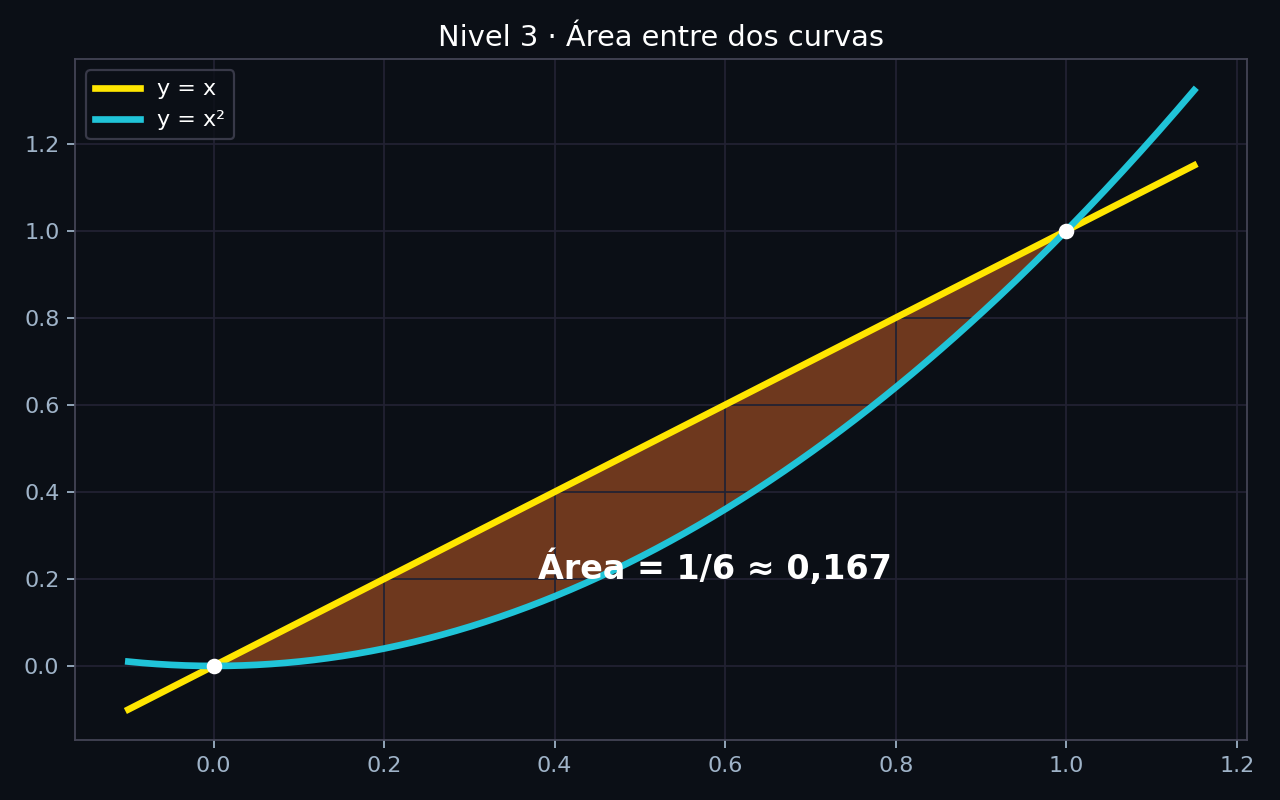 Nivel 3 · Área entre dos curvas
y = x
y = x²
1.2
1.0
0.8
0.6
0.4
0.2
0.0
Área = 1/6 ≈ 0,167
0.0 0.2 0.4 0.6 0.8 1.0 1.2